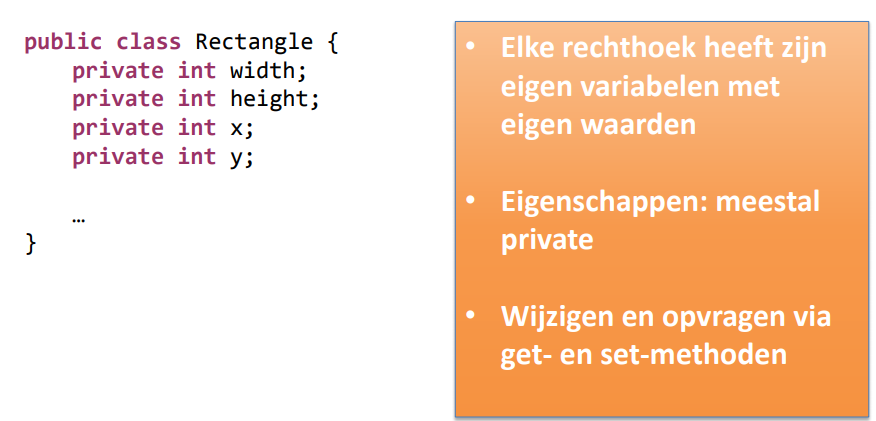 public class Rectangle {
private int width;
private int height;
private int x;
private int y;
…
}
• Elke rechthoek heeft zijn
eigen variabelen met
eigen waarden
• Eigenschappen: meestal
private
• Wijzigen en opvragen via
get- en set-methoden